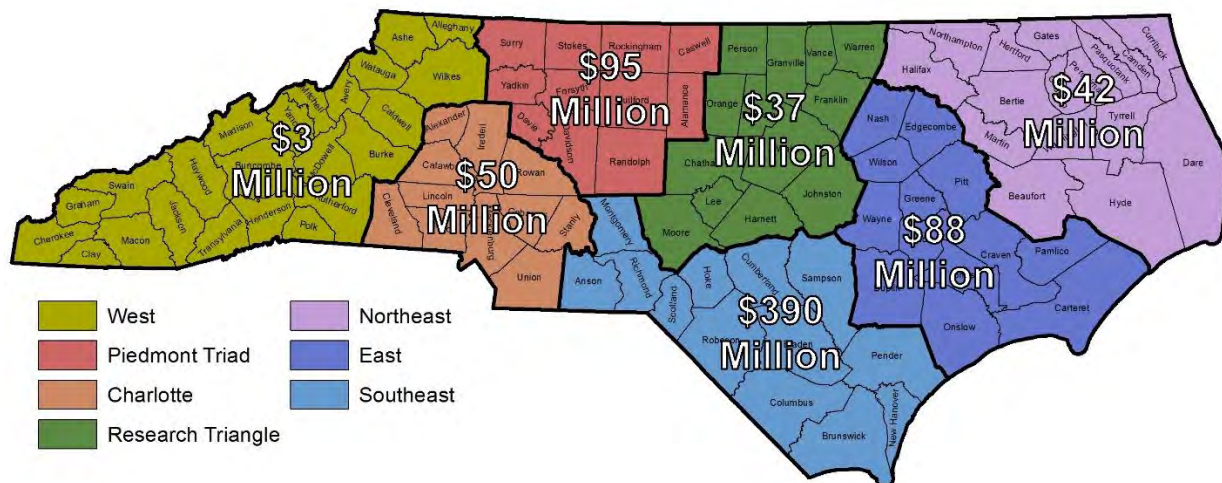 Alleghany
Ashe
Surry
Stokes
Rockingham
Caswell
Person
Granville
Vance
Warren
Northampton
Hertford
Gates
Currituck
Camden
Pasquotank
Watauga
Wilkes
Yadkin
Forsyth
$95
Million
Alamance
Orange
Franklin
Halifax
Bertie
$42
Million
Mitchell
Avery
Caldwell
Madison
$3
Million
Buncombe
McDowell
Burke
Alexander
Iredell
Davie
Davidson
Randolph
$37
Million
Nash
Edgecombe
Martin
Tyrrell
Dare
Haywood
Swain
Graham
Rutherford
Rowan
$50
Million
Lincoln
Cleveland
Lee
Johnston
Wilson
Pitt
Beaufort
Hyde
Cherokee
Clay
Macon
Jackson
Transylvania
Henderson
Polk
Stanly
Union
Montgomery
Moore
Harnett
Wayne
Greene
$88
Million
Craven
Pamlico
Carteret
Onslow
Anson
Richmond
Scotland
Hoke
Cumberland
Sampson
$390
Million
Pender
Columbus
Brunswick
New Hanover
West
Piedmont Triad
Charlotte
Research Triangle
Northeast
East
Southeast